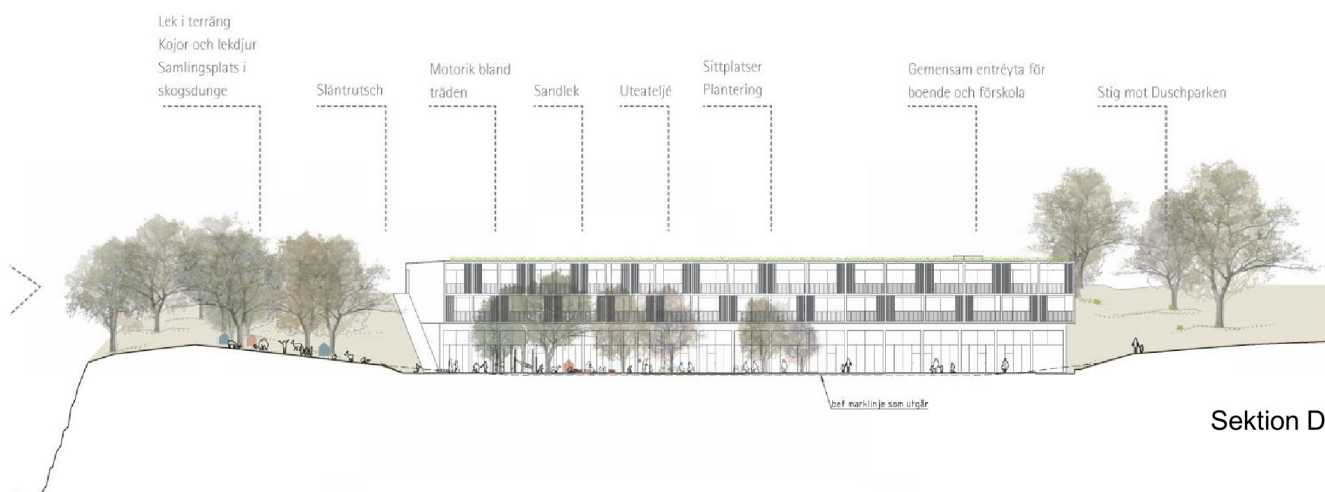 Lek i terräng
Kojor och lekdjur
Samlingsplats i
skogsdunge
Släntrutsch
Motorik bland
träden
Sandlek
Uteateljé
Sittplatser
Plantering
Gemensam entréyta för
boende och förskola
Stig mot Duschparken
bef marklinje som utgår
Sektion D